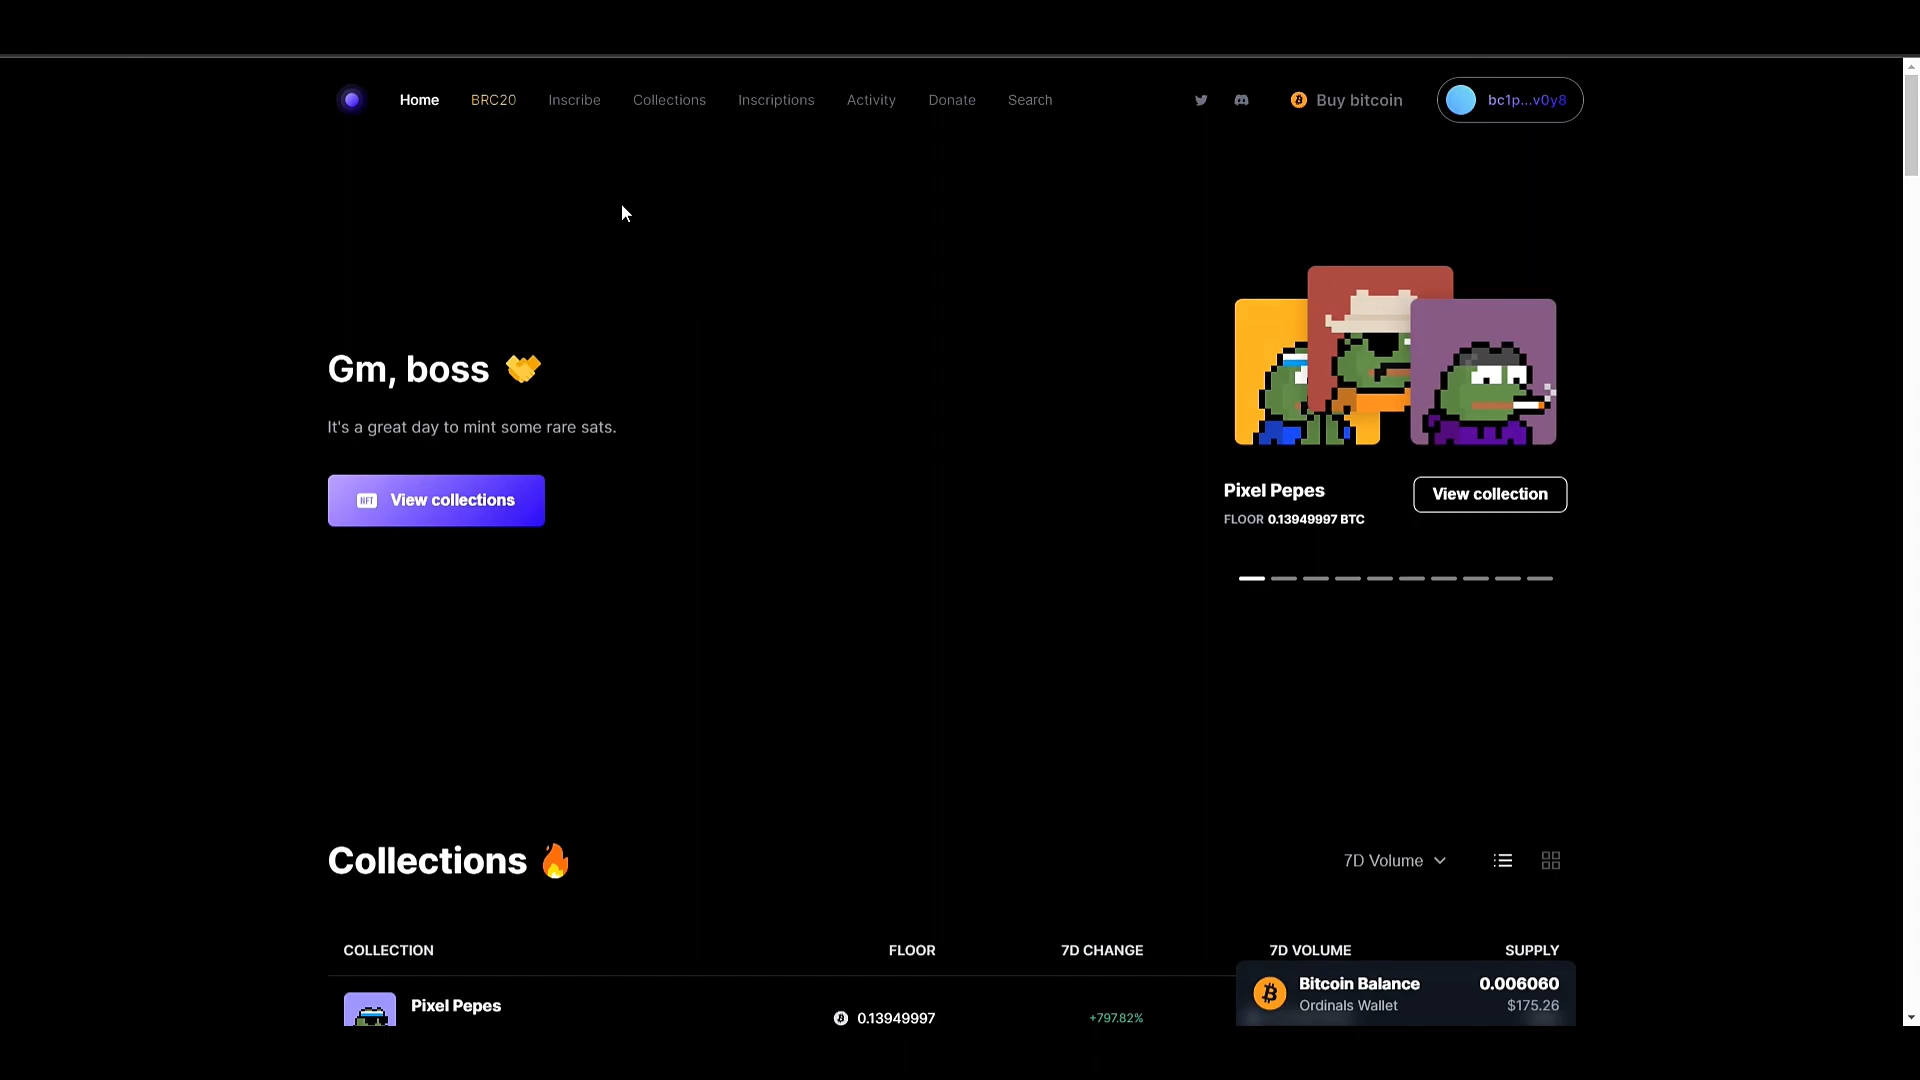 Home BRC20 Inscribe Collections Inscriptions Activity Donate Search Buy bitcoin bc1p...v0y8
Gm, boss
It's a great day to mint some rare sats.
NFT View collections
Pixel Pepes
FLOOR 0.13949997 BTC
View collection
Collections
7D Volume
COLLECTION FLOOR 7D CHANGE 7D VOLUME SUPPLY
Pixel Pepes 0.13949997 +797.82%
Bitcoin Balance 0.006060
Ordinals Wallet $175.26